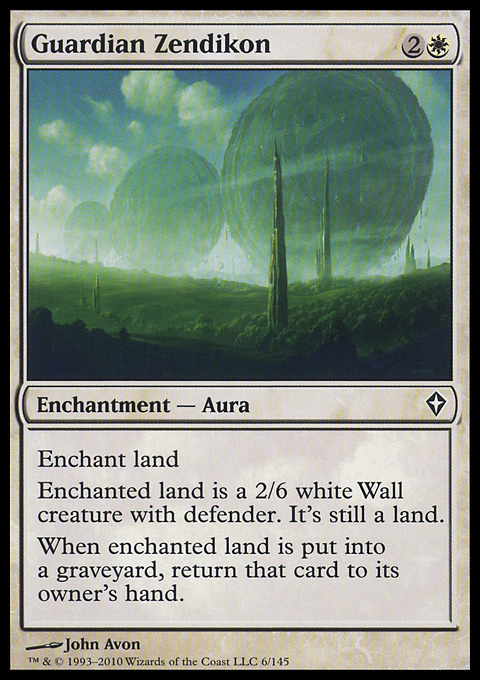 Guardian Zendikon 2
Enchantment — Aura
Enchant land
Enchanted land is a 2/6 white Wall
creature with defender. It's still a land.
When enchanted land is put into
a graveyard, return that card to its
owner's hand.
John Avon
™ & © 1993–2010 Wizards of the Coast LLC 6/145